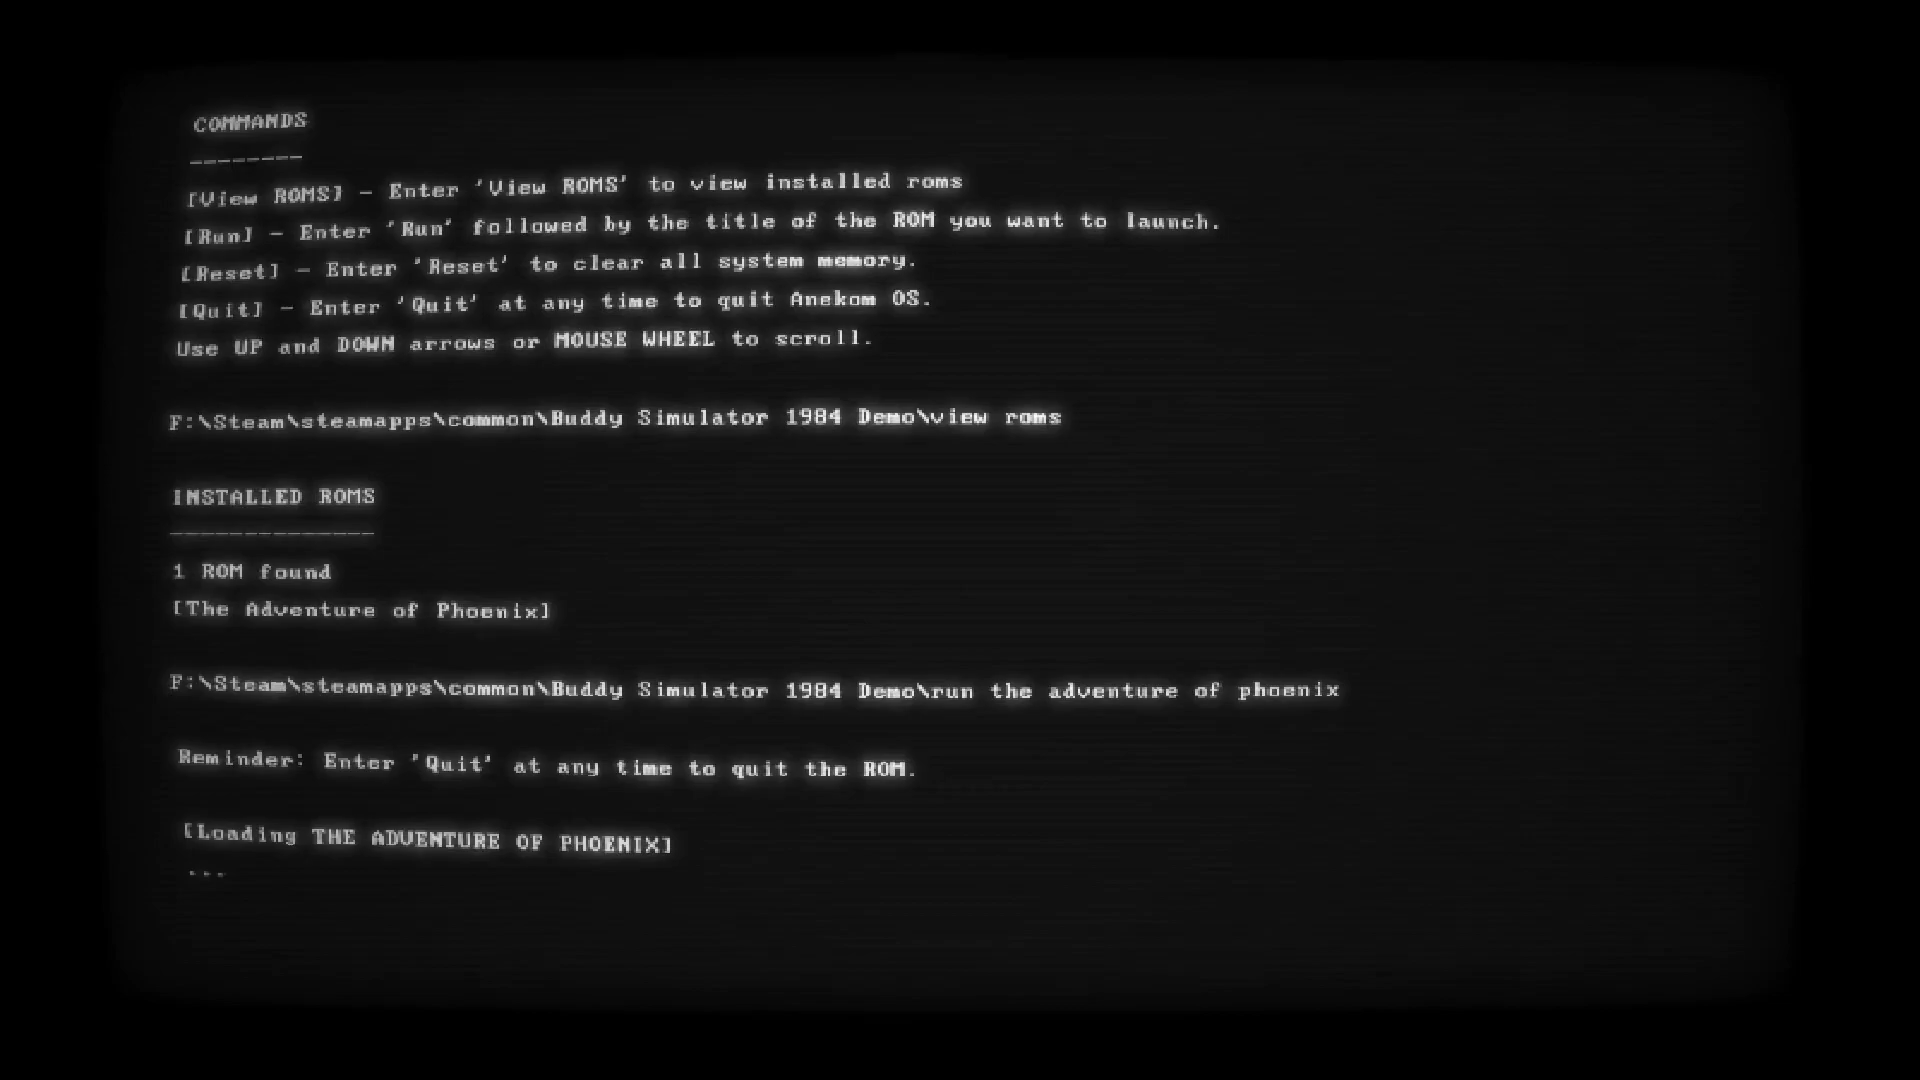 COMMANDS
--------
[View ROMS] - Enter 'View ROMS' to view installed roms
[Run] - Enter 'Run' followed by the title of the ROM you want to launch.
[Reset] - Enter 'Reset' to clear all system memory.
[Quit] - Enter 'Quit' at any time to quit Anekom OS.
Use UP and DOWN arrows or MOUSE WHEEL to scroll.
F:\Steam\steamapps\common\Buddy Simulator 1984 Demo\view roms
INSTALLED ROMS
--------------
1 ROM found
[The Adventure of Phoenix]
F:\Steam\steamapps\common\Buddy Simulator 1984 Demo\run the adventure of phoenix
Reminder: Enter 'Quit' at any time to quit the ROM.
[Loading THE ADVENTURE OF PHOENIX]
...